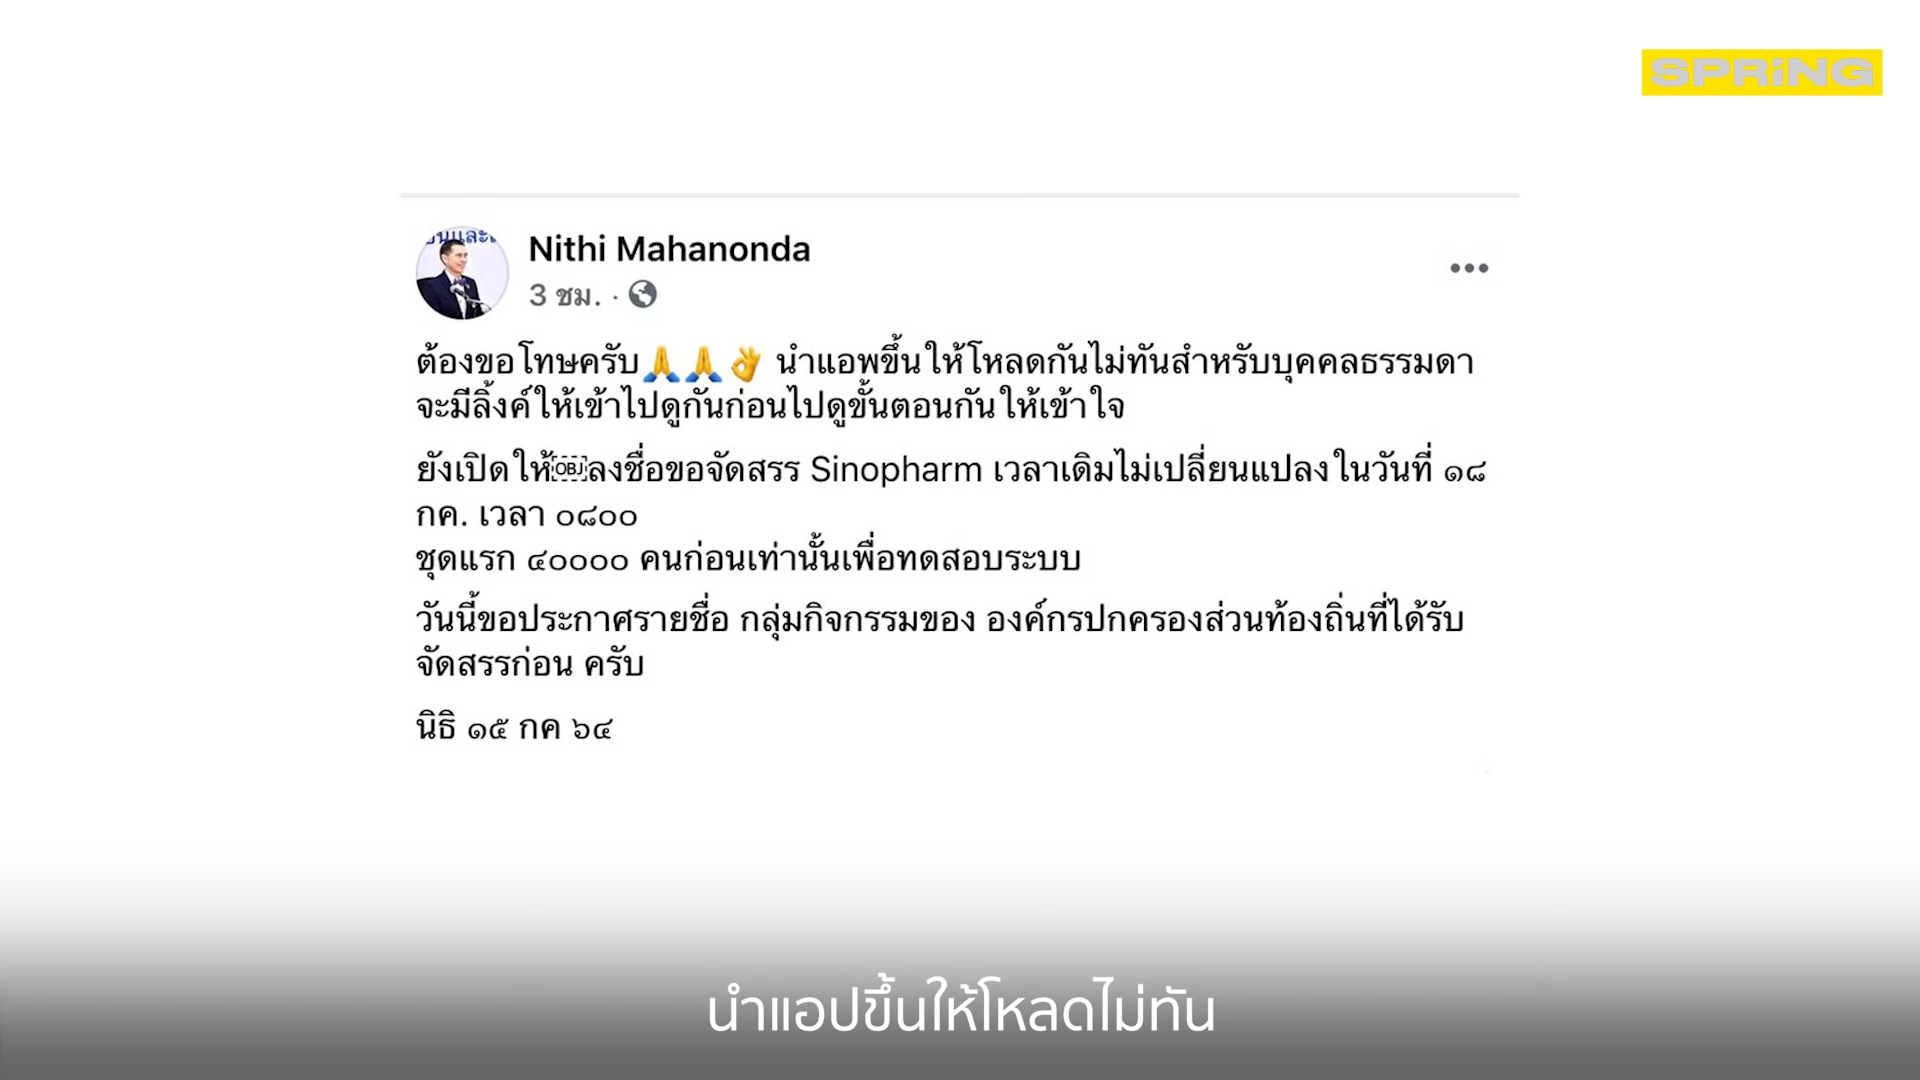 SPRiNG
นและเ
Nithi Mahanonda
3 ชม. ·
ต้องขอโทษครับ🙏🙏👌 นำแอพขึ้นให้โหลดกันไม่ทันสำหรับบุคคลธรรมดา
จะมีลิ้งค์ให้เข้าไปดูกันก่อนไปดูขั้นตอนกันให้เข้าใจ
ยังเปิดให้￼ลงชื่อขอจัดสรร Sinopharm เวลาเดิมไม่เปลี่ยนแปลงในวันที่ ๑๘
กค. เวลา ๐๘๐๐
ชุดแรก ๔๐๐๐๐ คนก่อนเท่านั้นเพื่อทดสอบระบบ
วันนี้ขอประกาศรายชื่อ กลุ่มกิจกรรมของ องค์กรปกครองส่วนท้องถิ่นที่ได้รับ
จัดสรรก่อน ครับ
นิธิ ๑๕ กค ๖๔
นำแอปขึ้นให้โหลดไม่ทัน